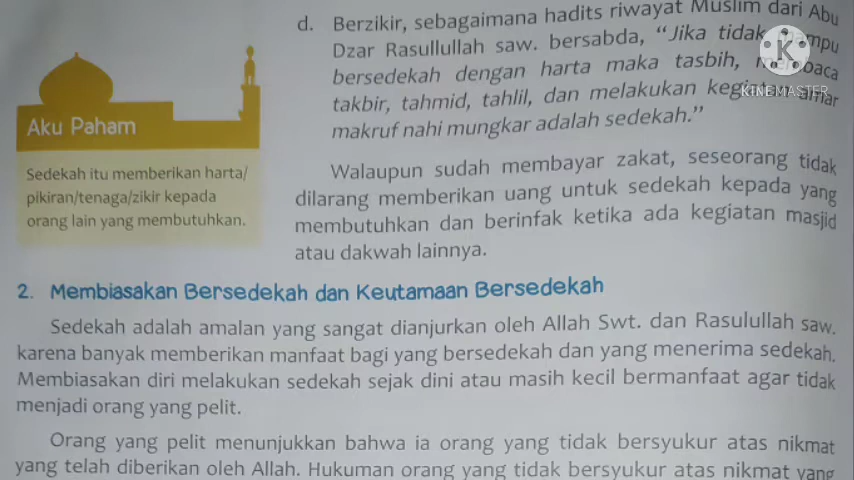 d. Berzikir, sebagaimana hadits riwayat Muslim dari Abu
Dzar Rasullullah saw. bersabda, "Jika tidak mampu
bersedekah dengan harta maka tasbih, membaca
takbir, tahmid, tahlil, dan melakukan kegiatan amar
makruf nahi mungkar adalah sedekah."
KINEMASTER
Aku Paham
Sedekah itu memberikan harta/
pikiran/tenaga/zikir kepada
orang lain yang membutuhkan.
Walaupun sudah membayar zakat, seseorang tidak
dilarang memberikan uang untuk sedekah kepada yang
membutuhkan dan berinfak ketika ada kegiatan masjid
atau dakwah lainnya.
2. Membiasakan Bersedekah dan Keutamaan Bersedekah
Sedekah adalah amalan yang sangat dianjurkan oleh Allah Swt. dan Rasulullah saw.
karena banyak memberikan manfaat bagi yang bersedekah dan yang menerima sedekah.
Membiasakan diri melakukan sedekah sejak dini atau masih kecil bermanfaat agar tidak
menjadi orang yang pelit.
Orang yang pelit menunjukkan bahwa ia orang yang tidak bersyukur atas nikmat
yang telah diberikan oleh Allah. Hukuman orang yang tidak bersyukur atas nikmat yang